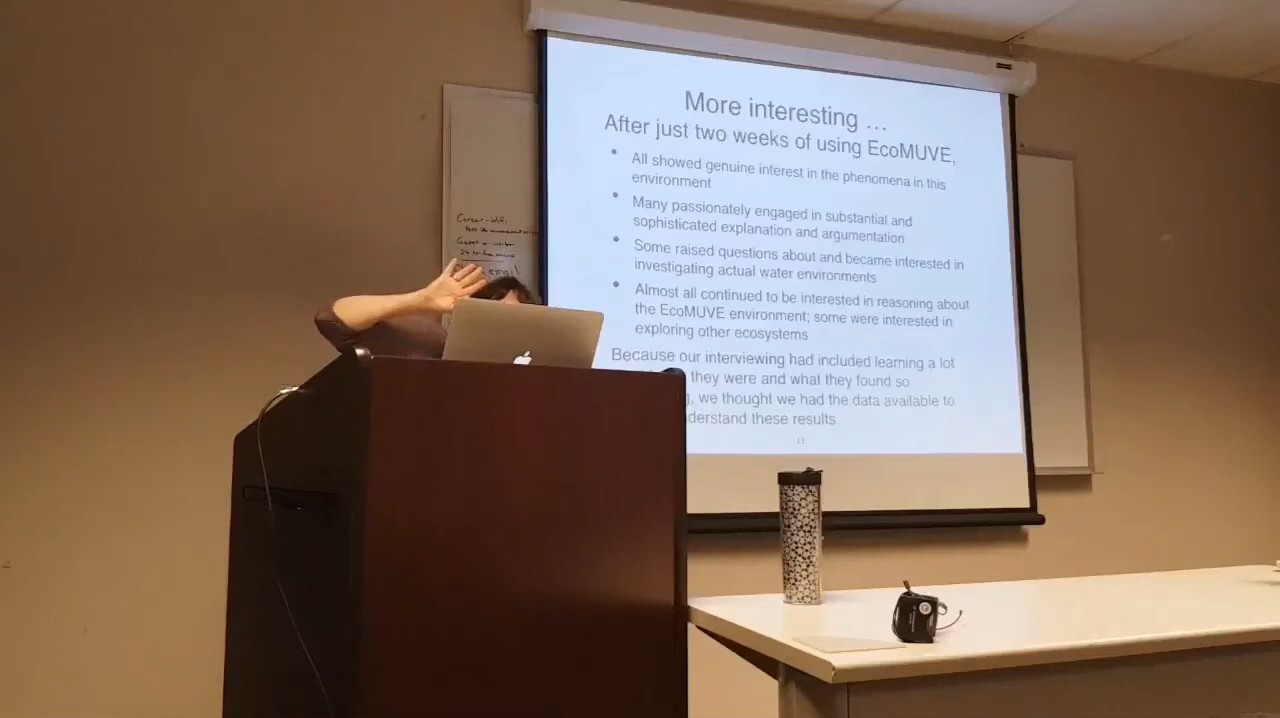 More interesting …
After just two weeks of using EcoMUVE,
• All showed genuine interest in the phenomena in this
environment
• Many passionately engaged in substantial and
sophisticated explanation and argumentation
• Some raised questions about and became interested in
investigating actual water environments
• Almost all continued to be interested in reasoning about
the EcoMUVE environment; some were interested in
exploring other ecosystems
Because our interviewing had included learning a lot
they were and what they found so
, we thought we had the data available to
derstand these results